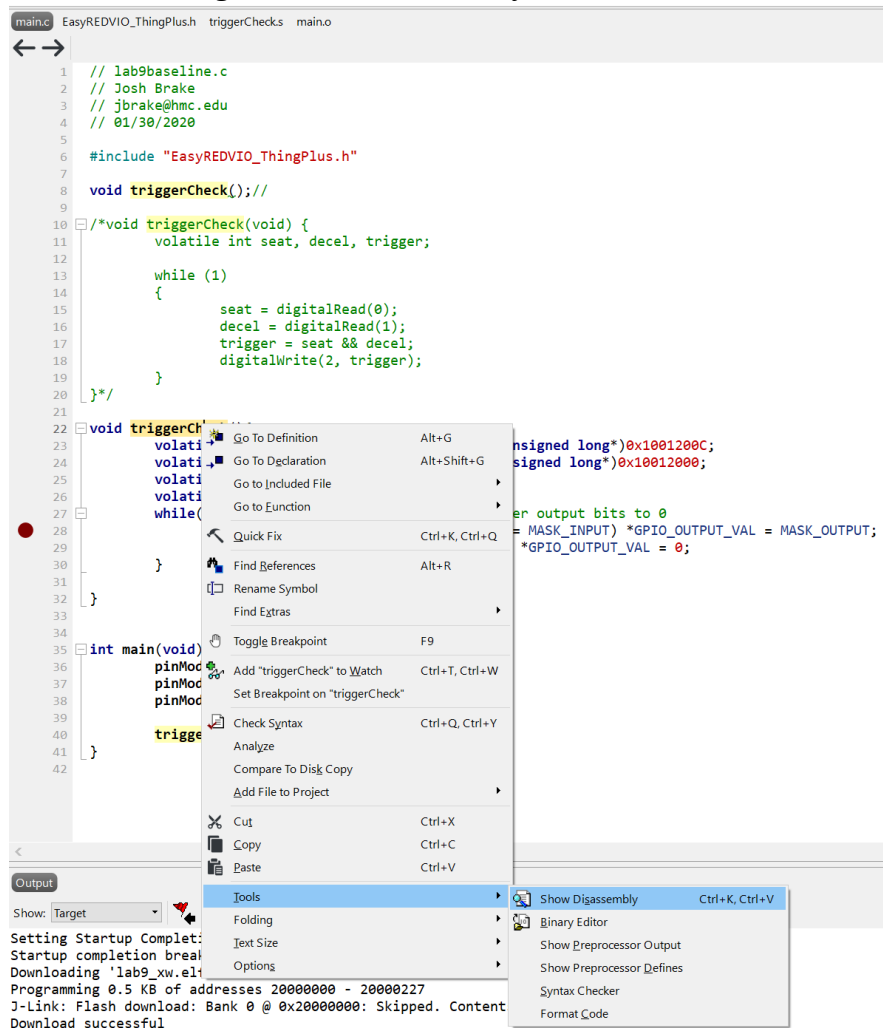 main.c EasyREDVIO_ThingPlus.h triggerCheck.s main.o
1 // lab9baseline.c
2 // Josh Brake
3 // jbrake@hmc.edu
4 // 01/30/2020
5
6 #include "EasyREDVIO_ThingPlus.h"
7
8 void triggerCheck();//
9
10 /*void triggerCheck(void) {
11 volatile int seat, decel, trigger;
12
13 while (1)
14 {
15 seat = digitalRead(0);
16 decel = digitalRead(1);
17 trigger = seat && decel;
18 digitalWrite(2, trigger);
19 }
20 }*/
21
22 void triggerCh
23 volati nsigned long*)0x1001200C;
24 volati signed long*)0x10012000;
25 volati
26 volati
27 while( er output bits to 0
28 = MASK_INPUT) *GPIO_OUTPUT_VAL = MASK_OUTPUT;
29 *GPIO_OUTPUT_VAL = 0;
30 }
31
32 }
33
34
35 int main(void)
36 pinMod
37 pinMod
38 pinMod
39
40 trigge
41 }
42
Go To Definition Alt+G
Go To Declaration Alt+Shift+G
Go to Included File
Go to Function
Quick Fix Ctrl+K, Ctrl+Q
Find References Alt+R
Rename Symbol
Find Extras
Toggle Breakpoint F9
Add "triggerCheck" to Watch Ctrl+T, Ctrl+W
Set Breakpoint on "triggerCheck"
Check Syntax Ctrl+Q, Ctrl+Y
Analyze
Compare To Disk Copy
Add File to Project
Cut Ctrl+X
Copy Ctrl+C
Paste Ctrl+V
Tools
Folding
Text Size
Options
Show Disassembly Ctrl+K, Ctrl+V
Binary Editor
Show Preprocessor Output
Show Preprocessor Defines
Syntax Checker
Format Code
Output
Show: Target
Setting Startup Completi
Startup completion break
Downloading 'lab9_xw.elf
Programming 0.5 KB of addresses 20000000 - 20000227
J-Link: Flash download: Bank 0 @ 0x20000000: Skipped. Content
Download successful